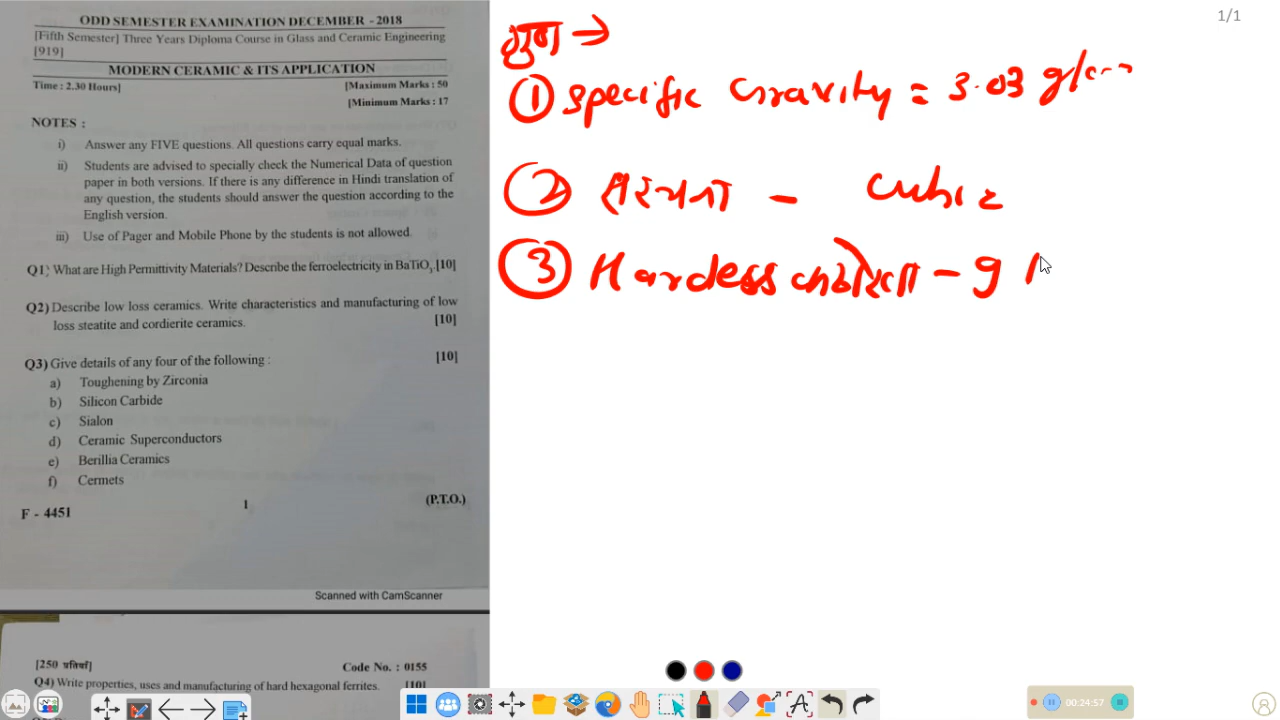 ODD SEMESTER EXAMINATION DECEMBER - 2018
[Fifth Semester] Three Years Diploma Course in Glass and Ceramic Engineering
[919]
MODERN CERAMIC & ITS APPLICATION
Time : 2.30 Hours] [Maximum Marks : 50
[Minimum Marks : 17
NOTES :
i) Answer any FIVE questions. All questions carry equal marks.
ii) Students are advised to specially check the Numerical Data of question
paper in both versions. If there is any difference in Hindi translation of
any question, the students should answer the question according to the
English version.
iii) Use of Pager and Mobile Phone by the students is not allowed.
Q1) What are High Permittivity Materials? Describe the ferroelectricity in BaTiO3. [10]
Q2) Describe low loss ceramics. Write characteristics and manufacturing of low
loss steatite and cordierite ceramics. [10]
Q3) Give details of any four of the following : [10]
a) Toughening by Zirconia
b) Silicon Carbide
c) Sialon
d) Ceramic Superconductors
e) Berillia Ceramics
f) Cermets
1 (P.T.O.)
F - 4451
Scanned with CamScanner
[250 प्रतियाँ] Code No. : 0155
Q4) Write properties, uses and manufacturing of hard hexagonal ferrites. [10]
1/1
गुण →
① Specific Gravity = 3.03
② संरचना - Cubic
③ Hardess - 9
00:24:57